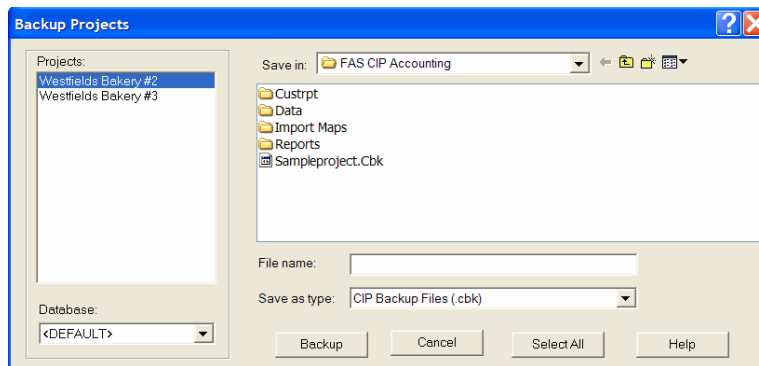 Backup Projects
Projects:
Westfields Bakery #2
Westfields Bakery #3
Database:
<DEFAULT>
Save in: FAS CIP Accounting
Custrpt
Data
Import Maps
Reports
Sampleproject.Cbk
File name:
Save as type: CIP Backup Files (.cbk)
Backup Cancel Select All Help